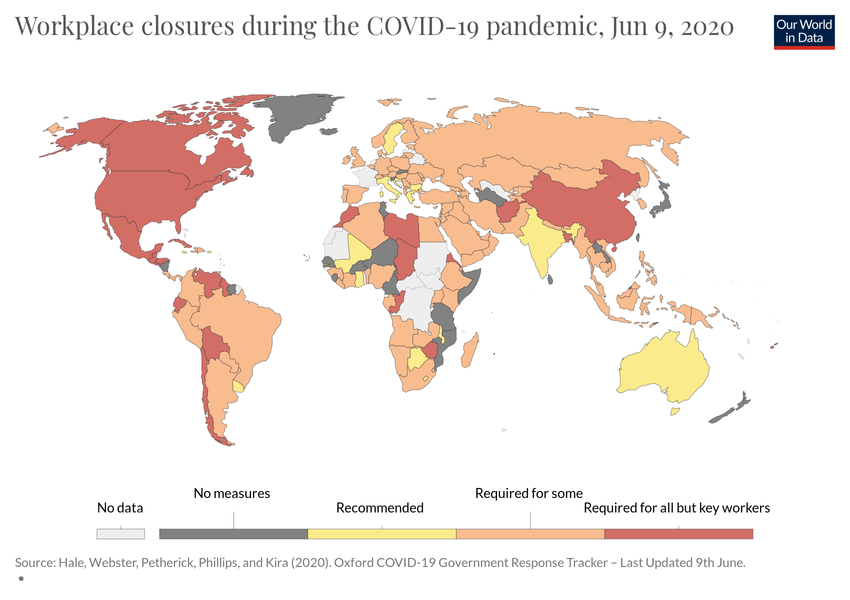 Workplace closures during the COVID-19 pandemic, Jun 9, 2020
Our World
in Data
No data
No measures
Recommended
Required for some
Required for all but key workers
Source: Hale, Webster, Petherick, Phillips, and Kira (2020). Oxford COVID-19 Government Response Tracker – Last Updated 9th June.